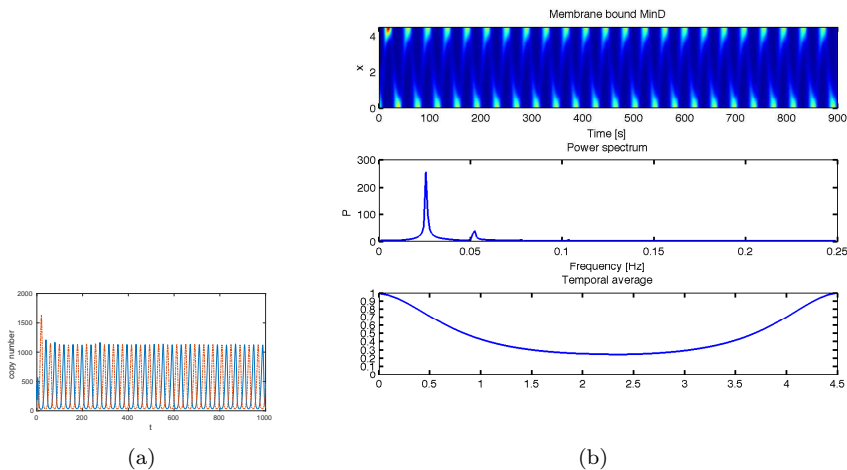 Membrane bound MinD
4
2
0
x
0 100 200 300 400 500 600 700 800 900
Time [s]
Power spectrum
300
200
100
0
P
0 0.05 0.1 0.15 0.2 0.25
Frequency [Hz]
Temporal average
1
0.9
0.8
0.7
0.6
0.5
0.4
0.3
0.2
0.1
0
0 0.5 1 1.5 2 2.5 3 3.5 4 4.5
2000
1500
1000
500
0
copy number
0 200 400 600 800 1000
t
(a)
(b)